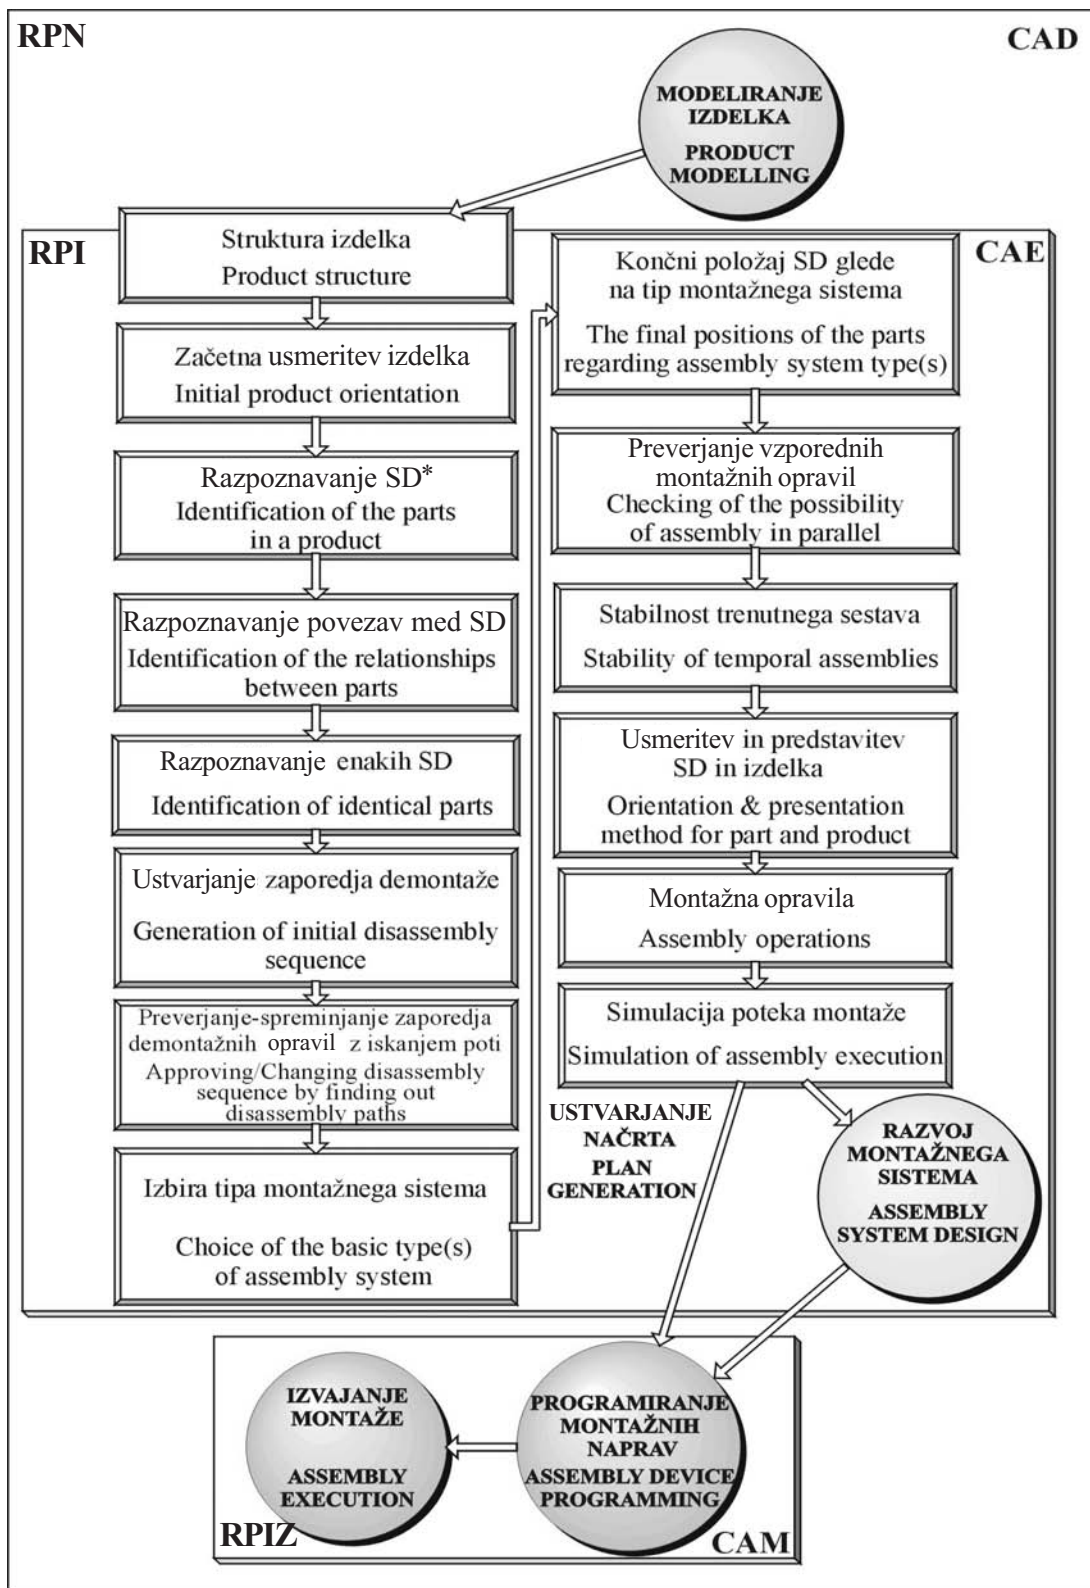 RPN
CAD
MODELIRANJE
IZDELKA
PRODUCT
MODELLING
RPI
CAE
Struktura izdelka
Product structure
Začetna usmeritev izdelka
Initial product orientation
Razpoznavanje SD*
Identification of the parts
in a product
Razpoznavanje povezav med SD
Identification of the relationships
between parts
Razpoznavanje enakih SD
Identification of identical parts
Ustvarjanje zaporedja demontaže
Generation of initial disassembly
sequence
Preverjanje-spreminjanje zaporedja
demontažnih opravil z iskanjem poti
Approving/Changing disassembly
sequence by finding out
disassembly paths
Izbira tipa montažnega sistema
Choice of the basic type(s)
of assembly system
Končni položaj SD glede
na tip montažnega sistema
The final positions of the parts
regarding assembly system type(s)
Preverjanje vzporednih
montažnih opravil
Checking of the possibility
of assembly in parallel
Stabilnost trenutnega sestava
Stability of temporal assemblies
Usmeritev in predstavitev
SD in izdelka
Orientation & presentation
method for part and product
Montažna opravila
Assembly operations
Simulacija poteka montaže
Simulation of assembly execution
USTVARJANJE
NAČRTA
PLAN
GENERATION
RAZVOJ
MONTAŽNEGA
SISTEMA
ASSEMBLY
SYSTEM DESIGN
IZVAJANJE
MONTAŽE
ASSEMBLY
EXECUTION
PROGRAMIRANJE
MONTAŽNIH
NAPRAV
ASSEMBLY DEVICE
PROGRAMMING
RPIZ
CAM